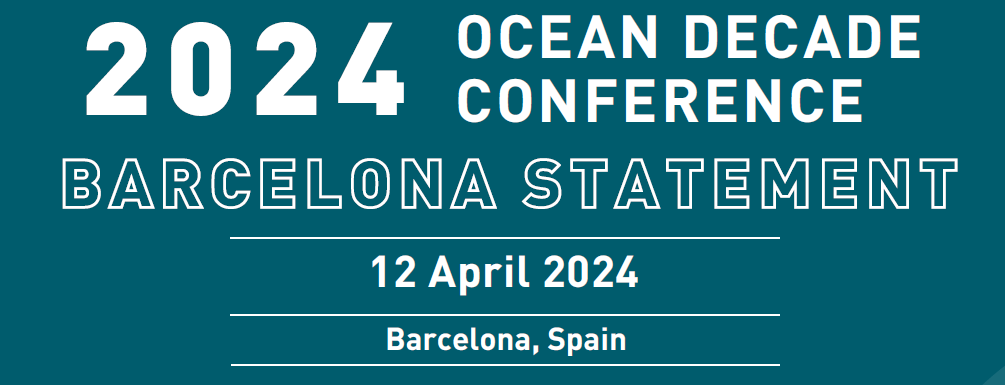 2024
OCEAN DECADE
CONFERENCE
BARCELONA STATEMENT
12 April 2024
Barcelona, Spain